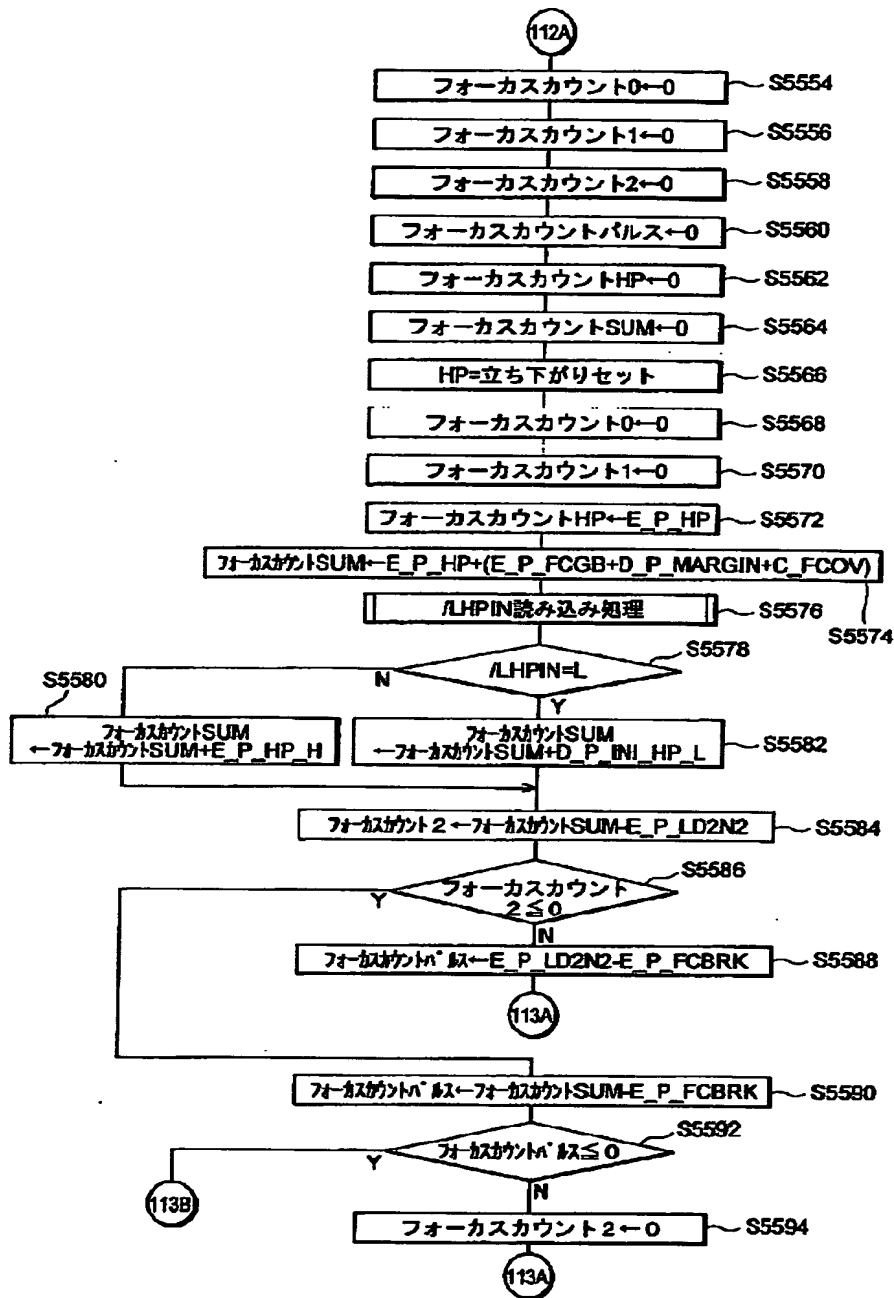 112A
フォーカスカウント0←0
S5554
フォーカスカウント1←0
S5556
フォーカスカウント2←0
S5558
フォーカスカウントパルス←0
S5560
フォーカスカウントHP←0
S5562
フォーカスカウントSUM←0
S5564
HP=立ち下がりセット
S5566
フォーカスカウント0←0
S5568
フォーカスカウント1←0
S5570
フォーカスカウントHP←E_P_HP
S5572
フォーカスカウントSUM←E_P_HP+(E_P_FCGB+D_P_MARGIN+C_FCOV)
S5574
/LHPIN読み込み処理
S5576
/LHPIN=L
S5578
N
Y
S5580
フォーカスカウントSUM
←フォーカスカウントSUM+E_P_HP_H
フォーカスカウントSUM
←フォーカスカウントSUM+D_P_INI_HP_L
S5582
フォーカスカウント2←フォーカスカウントSUM-E_P_LD2N2
S5584
フォーカスカウント
2≦0
S5586
Y
N
フォーカスカウントパルス←E_P_LD2N2-E_P_FCBRK
S5588
113A
フォーカスカウントパルス←フォーカスカウントSUM-E_P_FCBRK
S5590
フォーカスカウントパルス≦0
S5592
Y
N
113B
フォーカスカウント2←0
S5594
113A